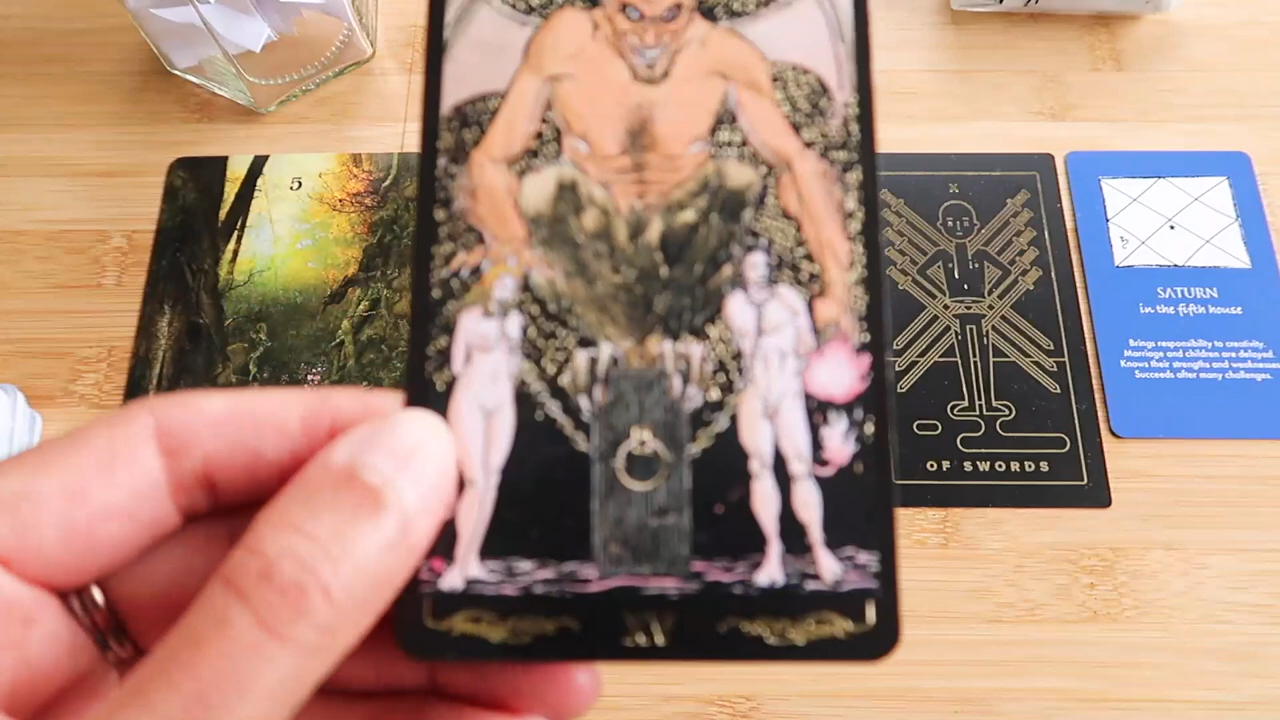 5
XV
X
OF SWORDS
SATURN
in the fifth house
Brings responsibility to creativity.
Marriage and children are delayed.
Knows their strengths and weaknesses
Succeeds after many challenges.